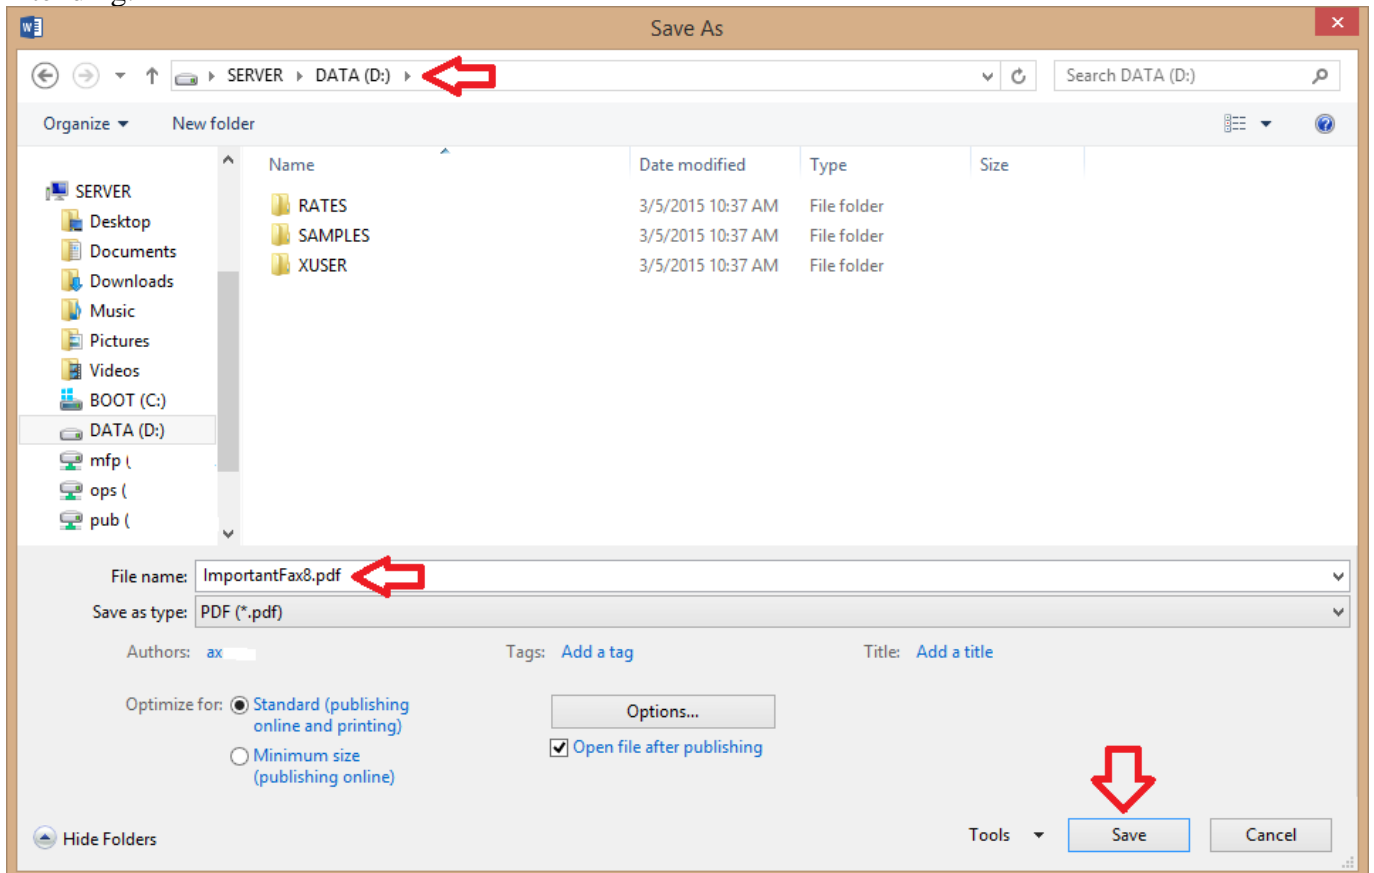 Save As
SERVER DATA (D:)
Search DATA (D:)
Organize New folder
Name Date modified Type Size
SERVER
Desktop
Documents
Downloads
Music
Pictures
Videos
BOOT (C:)
DATA (D:)
mfp (
ops (
pub (
RATES 3/5/2015 10:37 AM File folder
SAMPLES 3/5/2015 10:37 AM File folder
XUSER 3/5/2015 10:37 AM File folder
File name: ImportantFax8.pdf
Save as type: PDF (*.pdf)
Authors: ax Tags: Add a tag Title: Add a title
Optimize for: Standard (publishing
online and printing)
Minimum size
(publishing online)
Options...
Open file after publishing
Hide Folders Tools Save Cancel